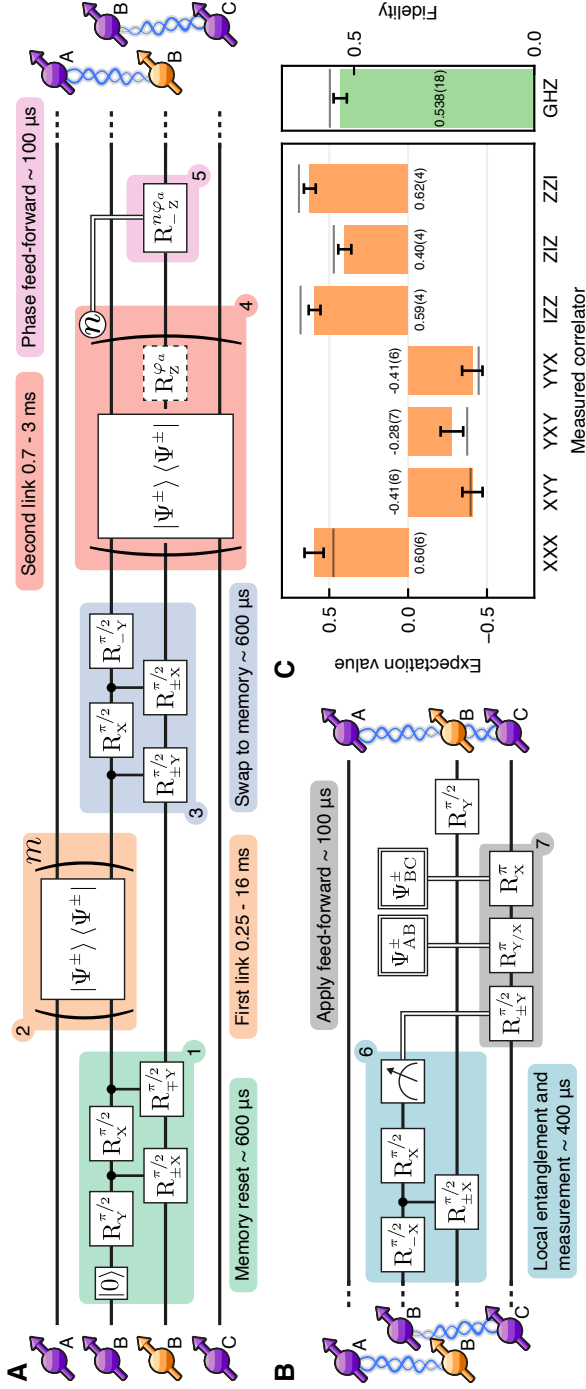 A
A
B
B
C
|0⟩
R_Y^{π/2}
R_X^{π/2}
R_{±X}^{π/2}
R_{∓Y}^{π/2}
1
Memory reset ~ 600 μs
2
|Ψ^±⟩⟨Ψ^±|
m
First link 0.25 - 16 ms
3
R_X^{π/2}
R_{-Y}^{π/2}
R_{±Y}^{π/2}
R_{±X}^{π/2}
Swap to memory ~ 600 μs
Second link 0.7 - 3 ms
|Ψ^±⟩⟨Ψ^±|
R_Z^{φ_a}
n
4
Phase feed-forward ~ 100 μs
R_{-Z}^{nφ_a}
5
A
B
B
C
B
A
B
B
C
R_{-X}^{π/2}
R_X^{π/2}
R_{±X}^{π/2}
6
Local entanglement and
measurement ~ 400 μs
Apply feed-forward ~ 100 μs
Ψ_{AB}^±
Ψ_{BC}^±
R_{±Y}^{π/2}
R_{Y/X}^π
R_X^π
7
R_Y^{π/2}
A
B
C
C
Expectation value
0.5
0.0
−0.5
0.60(6)
-0.41(6)
-0.28(7)
-0.41(6)
0.59(4)
0.40(4)
0.62(4)
XXX
XYY
YXY
YYX
IZZ
ZIZ
ZZI
Measured correlator
0.538(18)
GHZ
Fidelity
0.5
0.0